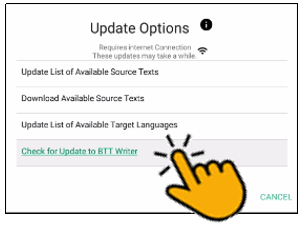 Update Options
Requires internet Connection
These updates may take a while.
Update List of Available Source Texts
Download Available Source Texts
Update List of Available Target Languages
Check for Update to BTT Writer
CANCEL